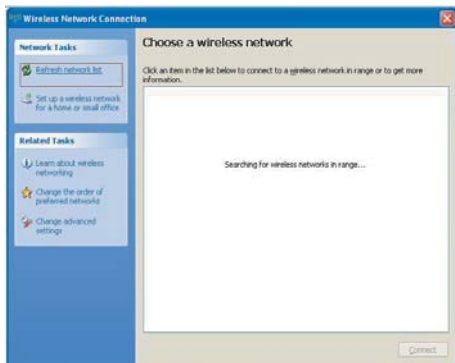 Wireless Network Connection
Network Tasks
Refresh network list
Set up a wireless network
for a home or small office
Related Tasks
Learn about wireless
networking
Change the order of
preferred networks
Change advanced
settings
Choose a wireless network
Click an item in the list below to connect to a wireless network in range or to get more
information.
Searching for wireless networks in range...
Connect